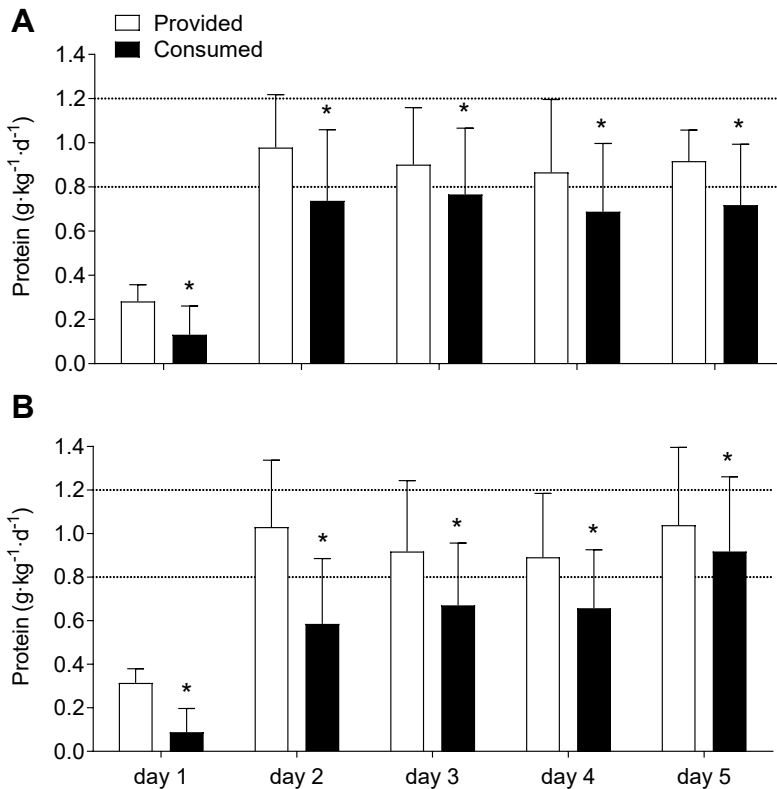 A
Provided
Consumed
Protein (g·kg⁻¹·d⁻¹)
1.4
1.2
1.0
0.8
0.6
0.4
0.2
0.0
* * * * *
B
Protein (g·kg⁻¹·d⁻¹)
1.4
1.2
1.0
0.8
0.6
0.4
0.2
0.0
* * * * *
day 1 day 2 day 3 day 4 day 5